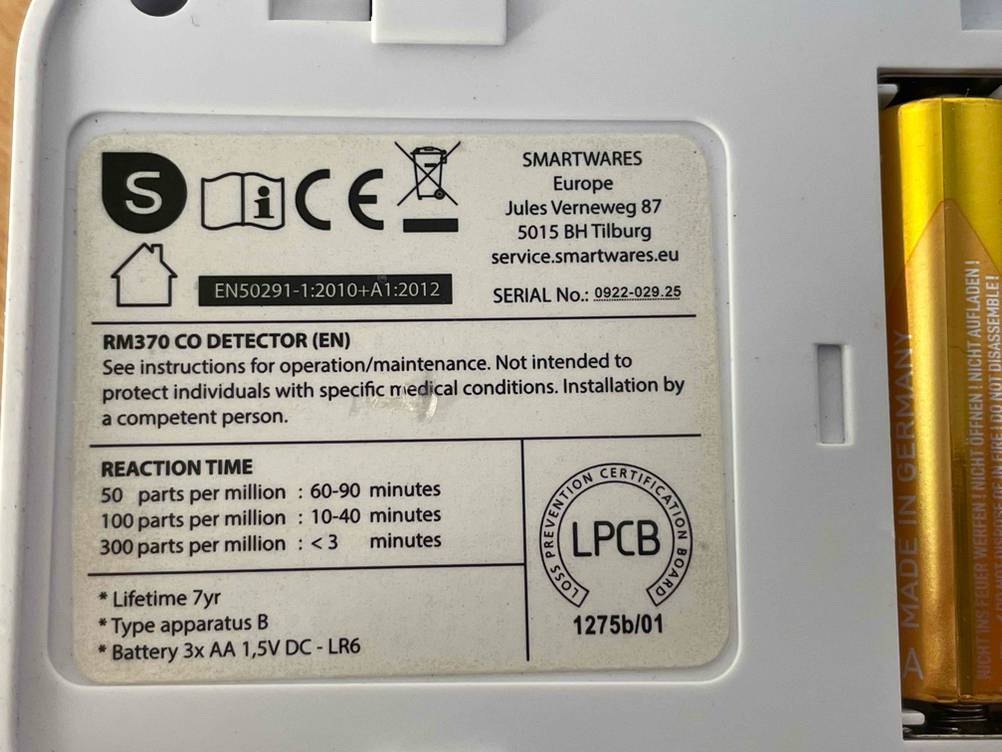 S
i
CE
SMARTWARES
Europe
Jules Verneweg 87
5015 BH Tilburg
service.smartwares.eu
EN50291-1:2010+A1:2012
SERIAL No.: 0922-029.25
RM370 CO DETECTOR (EN)
See instructions for operation/maintenance. Not intended to
protect individuals with specific medical conditions. Installation by
a competent person.
REACTION TIME
50 parts per million : 60-90 minutes
100 parts per million : 10-40 minutes
300 parts per million : < 3 minutes
* Lifetime 7yr
* Type apparatus B
* Battery 3x AA 1,5V DC - LR6
LOSS PREVENTION CERTIFICATION BOARD
LPCB
1275b/01
MADE IN GERMANY
NICHT INS FEUER WERFEN! NICHT ÖFFNEN! NICHT AUFLADEN!
FIRE! DO NOT DISASSEMBLE!